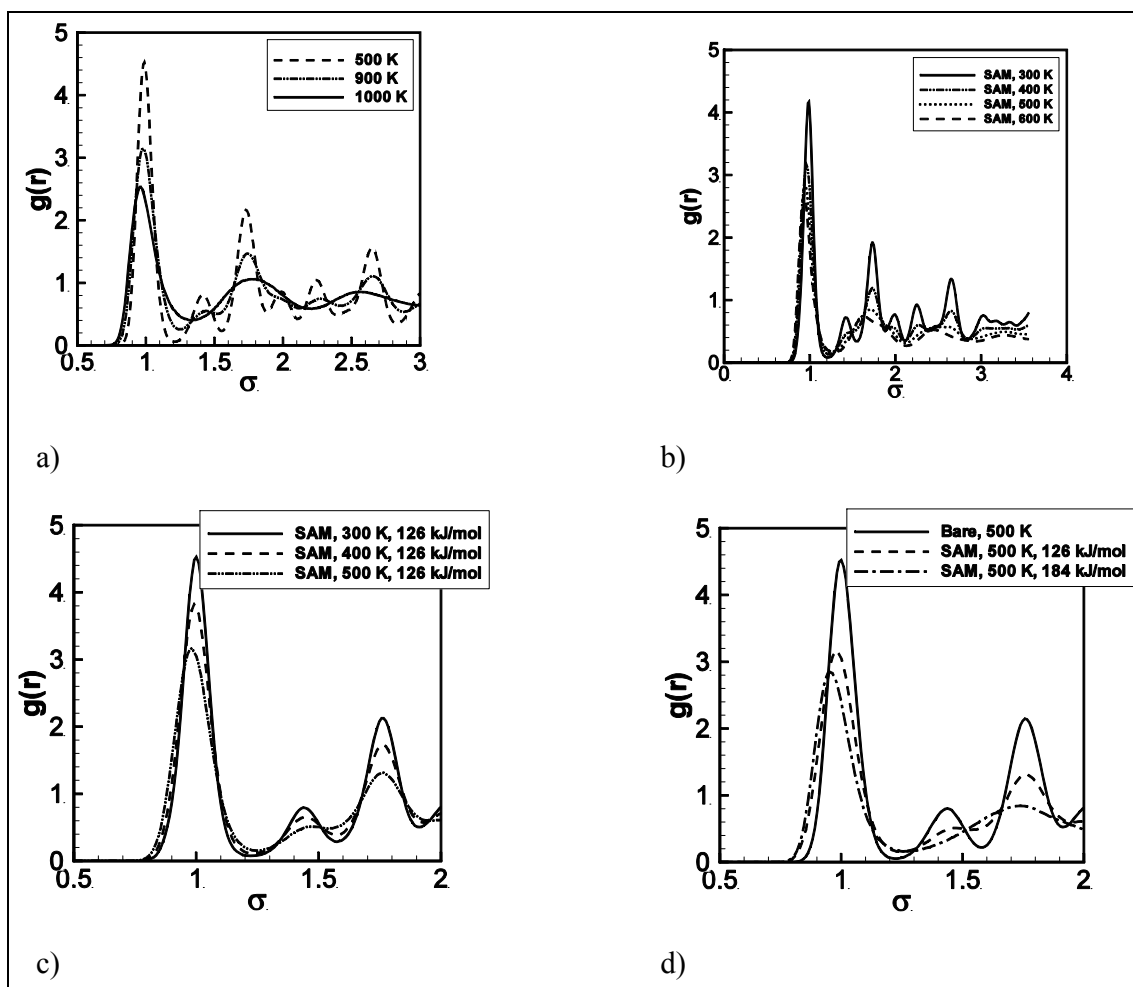 g(r)
5
4
3
2
1
0
0.5 1 1.5 2 2.5 3
σ
500 K
900 K
1000 K
a)
g(r)
5
4
3
2
1
0
0 1 2 3 4
σ
SAM, 300 K
SAM, 400 K
SAM, 500 K
SAM, 600 K
b)
g(r)
5
4
3
2
1
0
0.5 1 1.5 2
σ
SAM, 300 K, 126 kJ/mol
SAM, 400 K, 126 kJ/mol
SAM, 500 K, 126 kJ/mol
c)
g(r)
5
4
3
2
1
0
0.5 1 1.5 2
σ
Bare, 500 K
SAM, 500 K, 126 kJ/mol
SAM, 500 K, 184 kJ/mol
d)